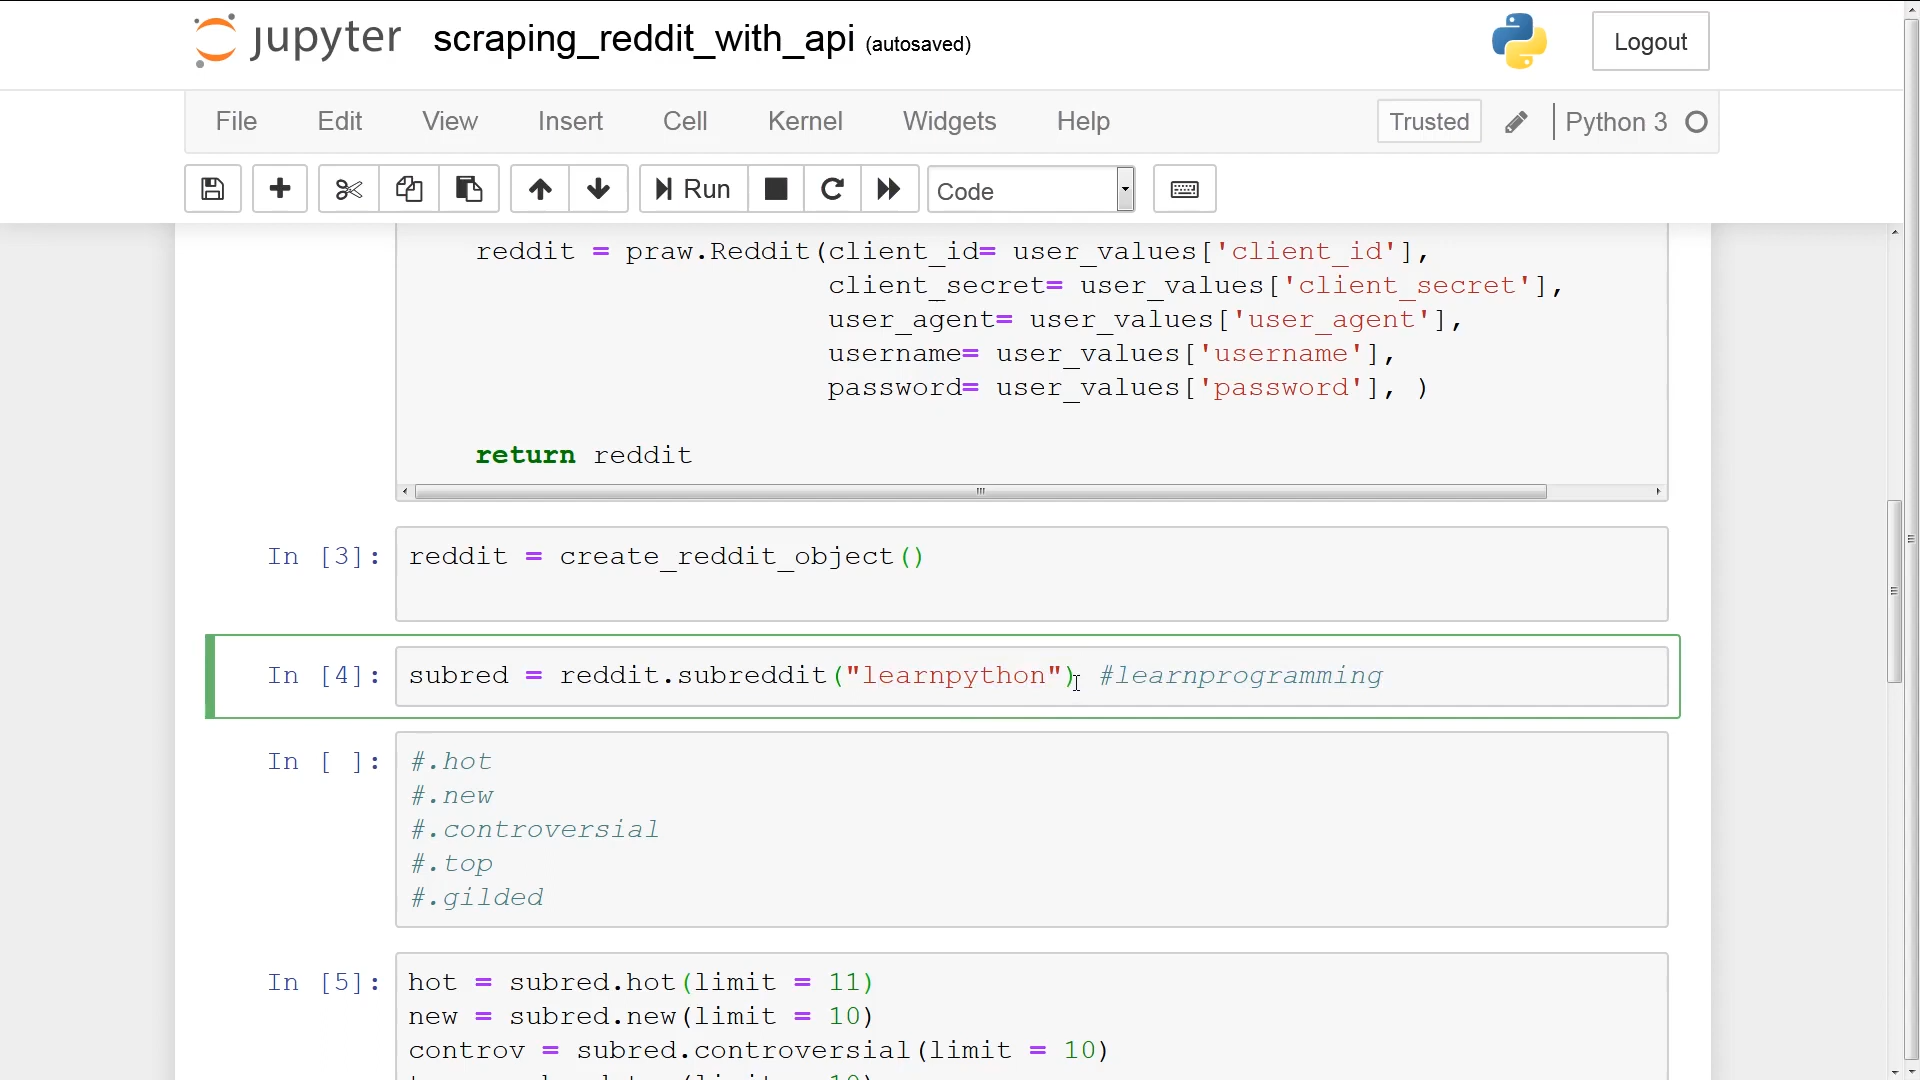 jupyter scraping_reddit_with_api (autosaved) Logout
File Edit View Insert Cell Kernel Widgets Help Trusted Python 3
Run Code
reddit = praw.Reddit(client_id= user_values['client_id'],
client_secret= user_values['client_secret'],
user_agent= user_values['user_agent'],
username= user_values['username'],
password= user_values['password'], )
return reddit
In [3]: reddit = create_reddit_object()
In [4]: subred = reddit.subreddit("learnpython") #learnprogramming
In [ ]: #.hot
#.new
#.controversial
#.top
#.gilded
In [5]: hot = subred.hot(limit = 11)
new = subred.new(limit = 10)
controv = subred.controversial(limit = 10)